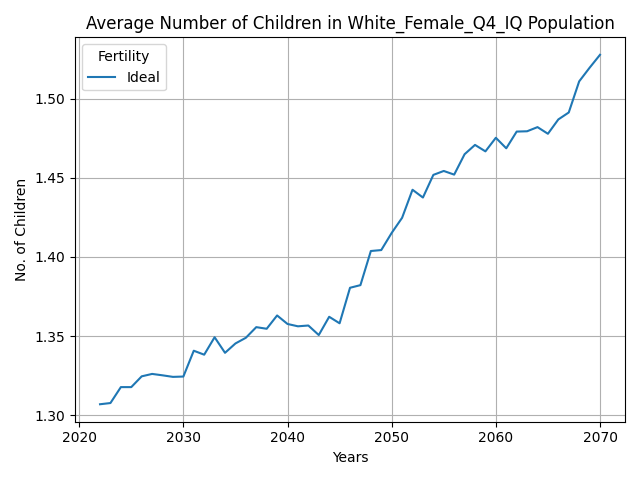 Average Number of Children in White_Female_Q4_IQ Population
Fertility
Ideal
No. of Children
1.50
1.45
1.40
1.35
1.30
2020 2030 2040 2050 2060 2070
Years